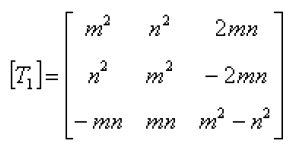 m² n² 2mn
[T₁]= n² m² - 2mn
- mn mn m² - n²